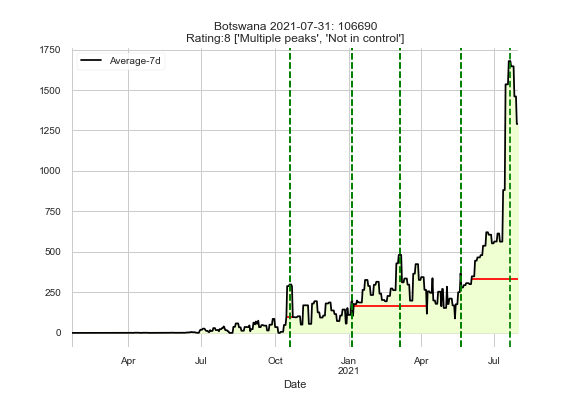 Botswana 2021-07-31: 106690
Rating:8 ['Multiple peaks', 'Not in control']
Average-7d
1750
1500
1250
1000
750
500
250
0
Apr
Jul
Oct
Jan
2021
Apr
Jul
Date